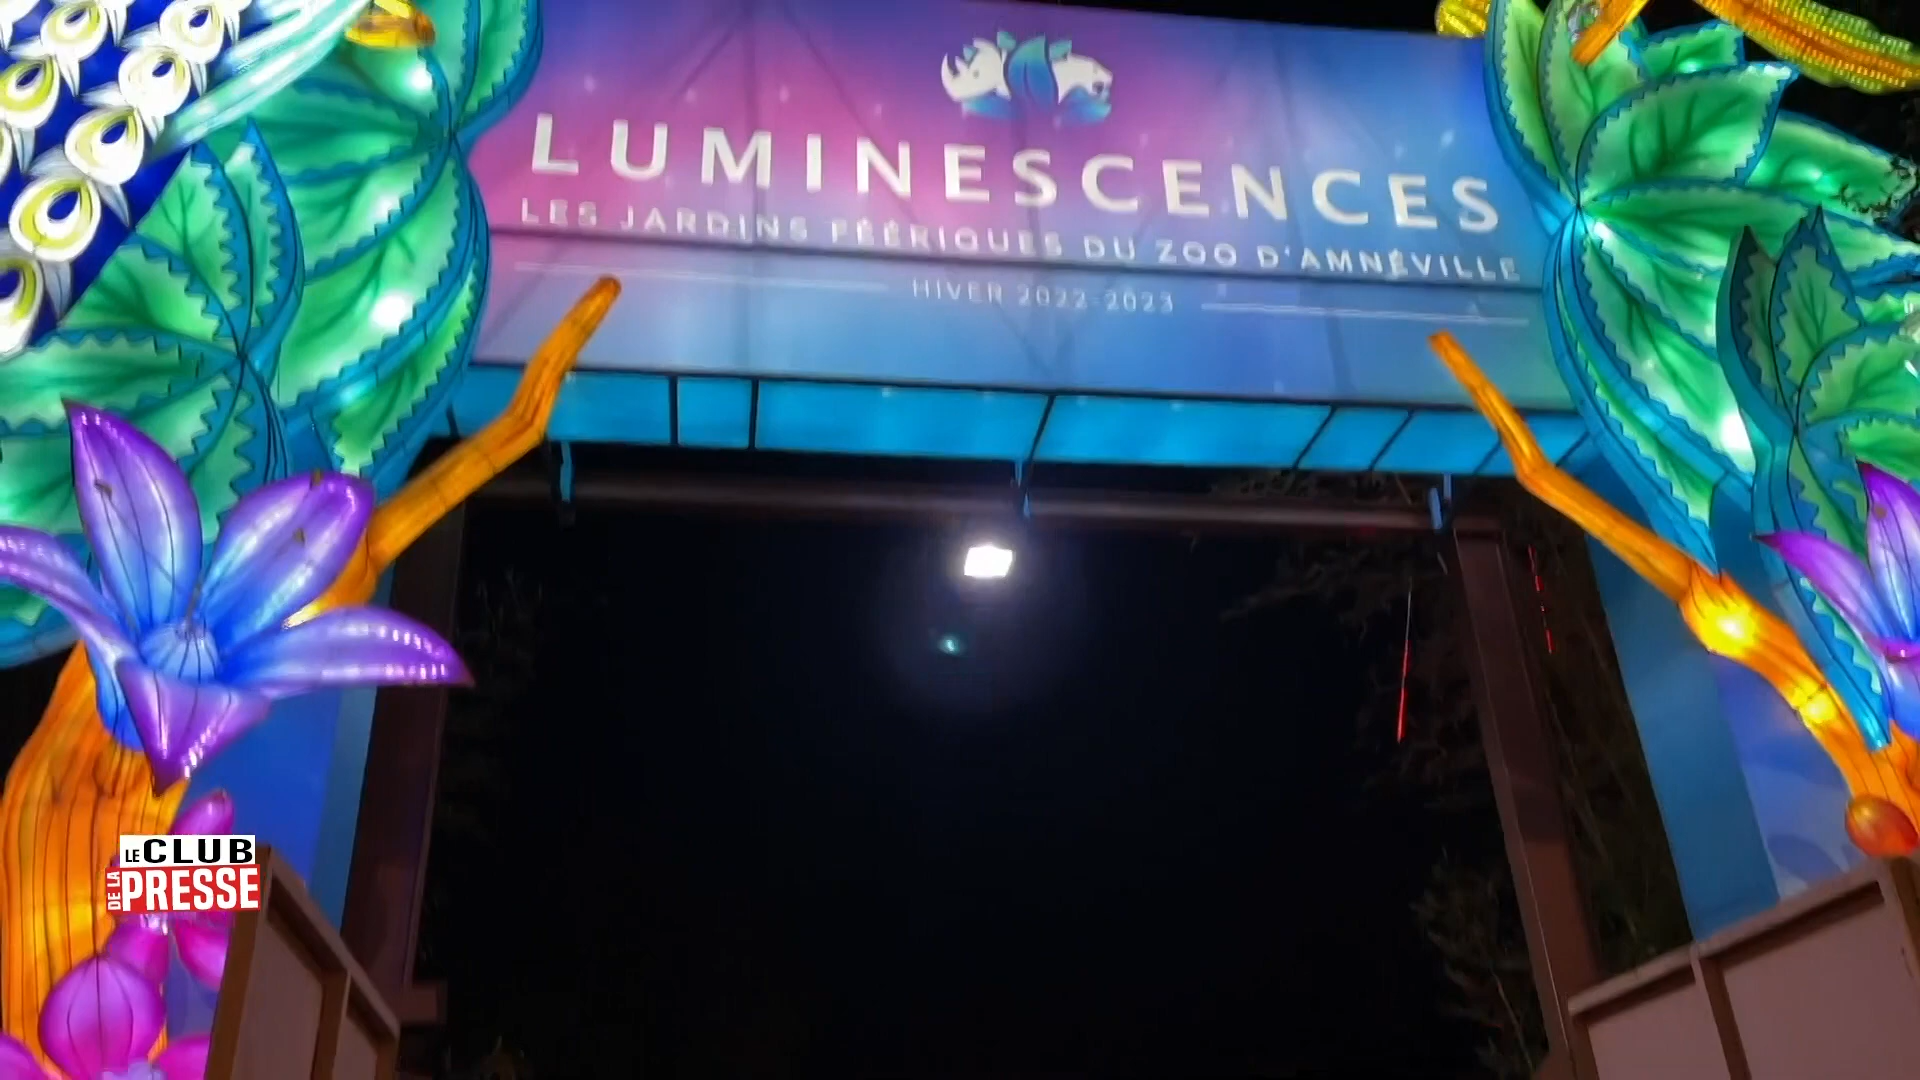 LUMINESCENCES
LES JARDINS FÉÉRIQUES DU ZOO D'AMNÉVILLE
HIVER 2022-2023
LE CLUB
DE LA PRESSE